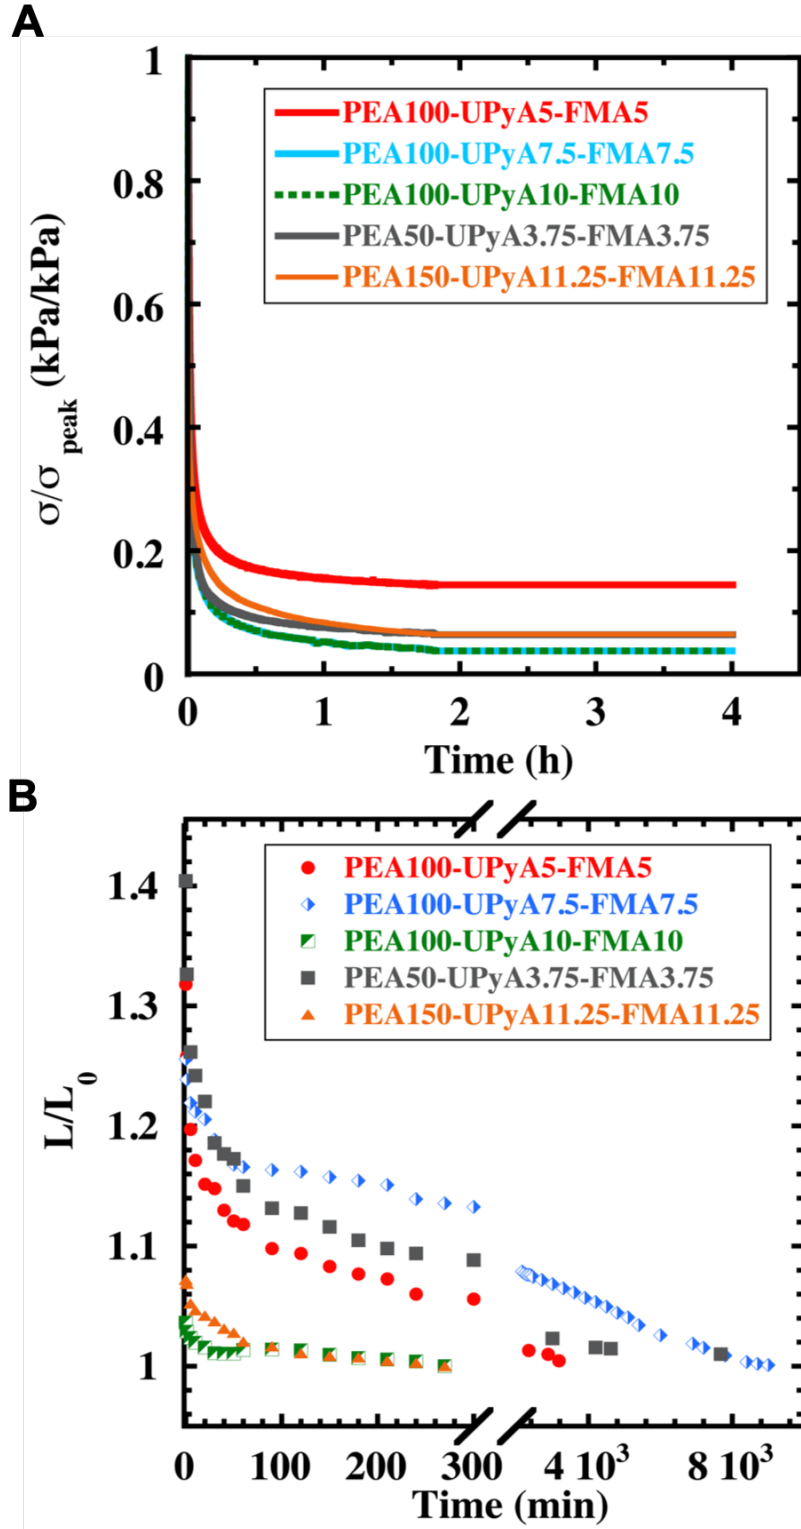 A
1
0.8
0.6
0.4
0.2
0
σ/σ peak (kPa/kPa)
PEA100-UPyA5-FMA5
PEA100-UPyA7.5-FMA7.5
PEA100-UPyA10-FMA10
PEA50-UPyA3.75-FMA3.75
PEA150-UPyA11.25-FMA11.25
0 1 2 3 4
Time (h)
B
1.4
1.3
1.2
1.1
1
L/L0
PEA100-UPyA5-FMA5
PEA100-UPyA7.5-FMA7.5
PEA100-UPyA10-FMA10
PEA50-UPyA3.75-FMA3.75
PEA150-UPyA11.25-FMA11.25
0 100 200 300 4 10³ 8 10³
Time (min)